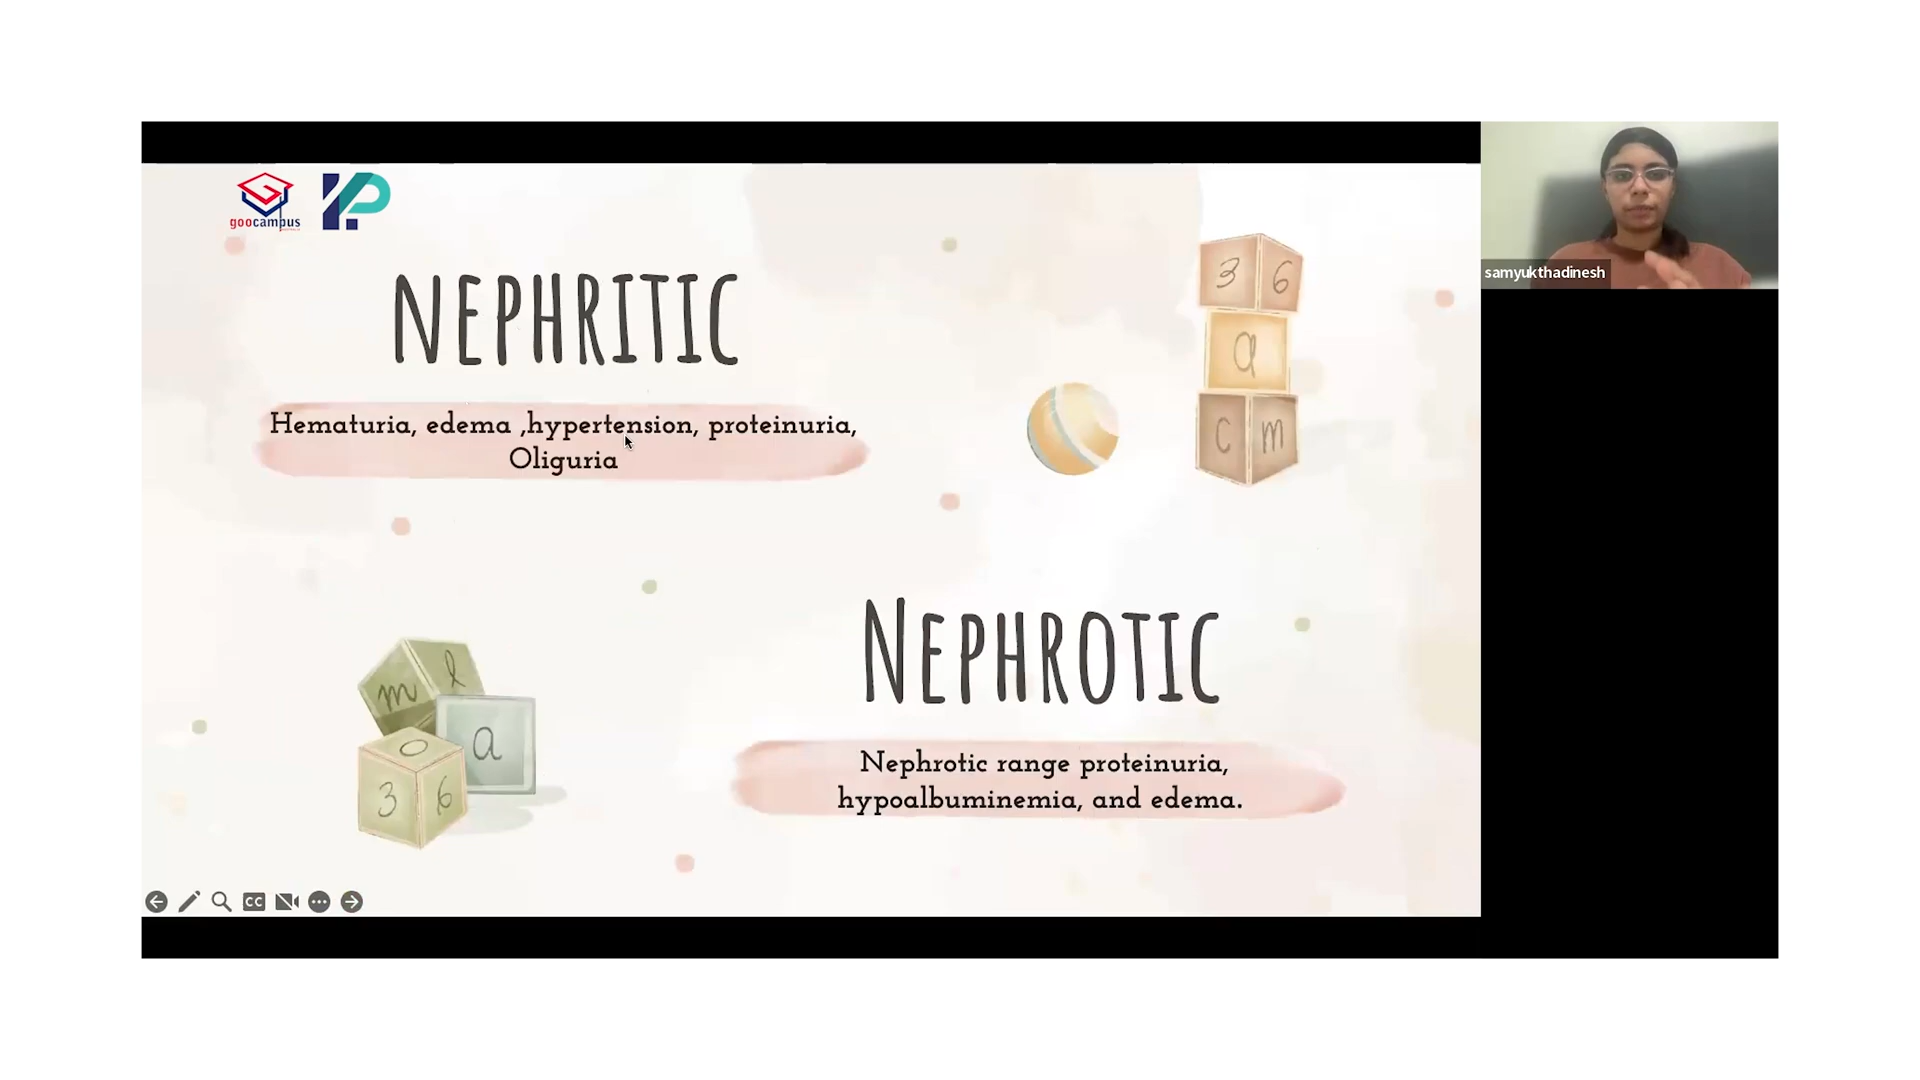 goocampus
NEPHRITIC
Hematuria, edema ,hypertension, proteinuria,
Oliguria
3 6
a
c m
samyukthadinesh
NEPHROTIC
Nephrotic range proteinuria,
hypoalbuminemia, and edema.
m l
a
o
3 6
CC